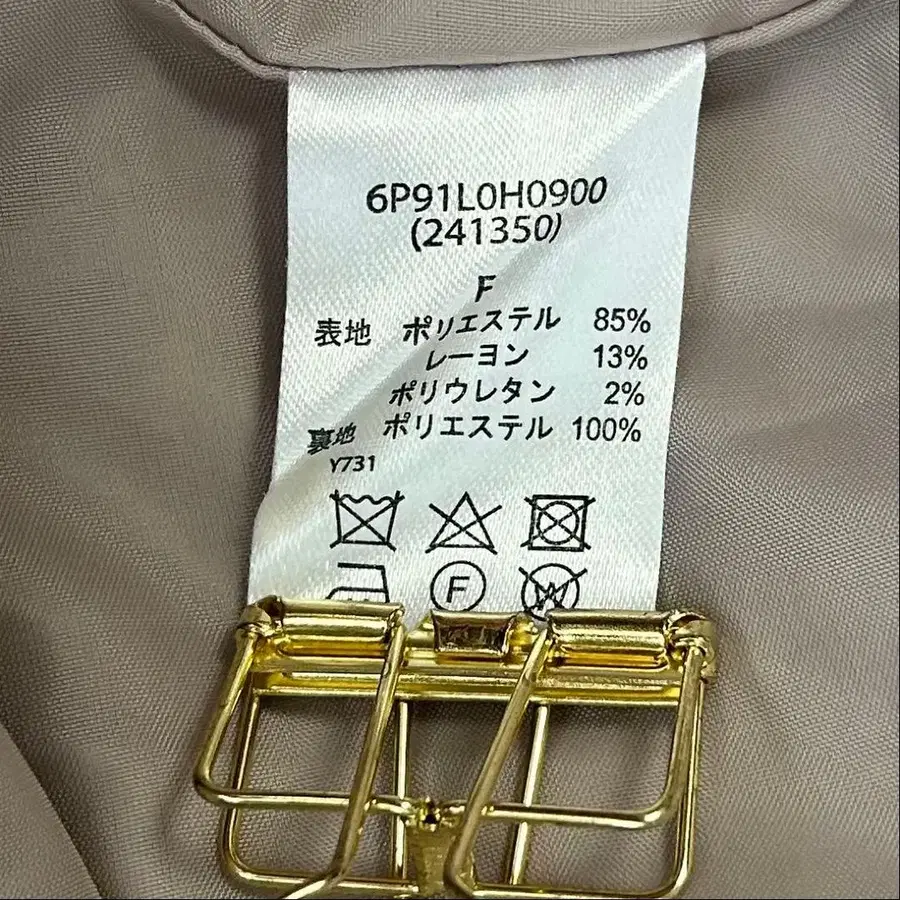 6P91L0H0900
(241350)
F
表地 ポリエステル 85%
レーヨン 13%
ポリウレタン 2%
裏地 ポリエステル 100%
Y731
F W